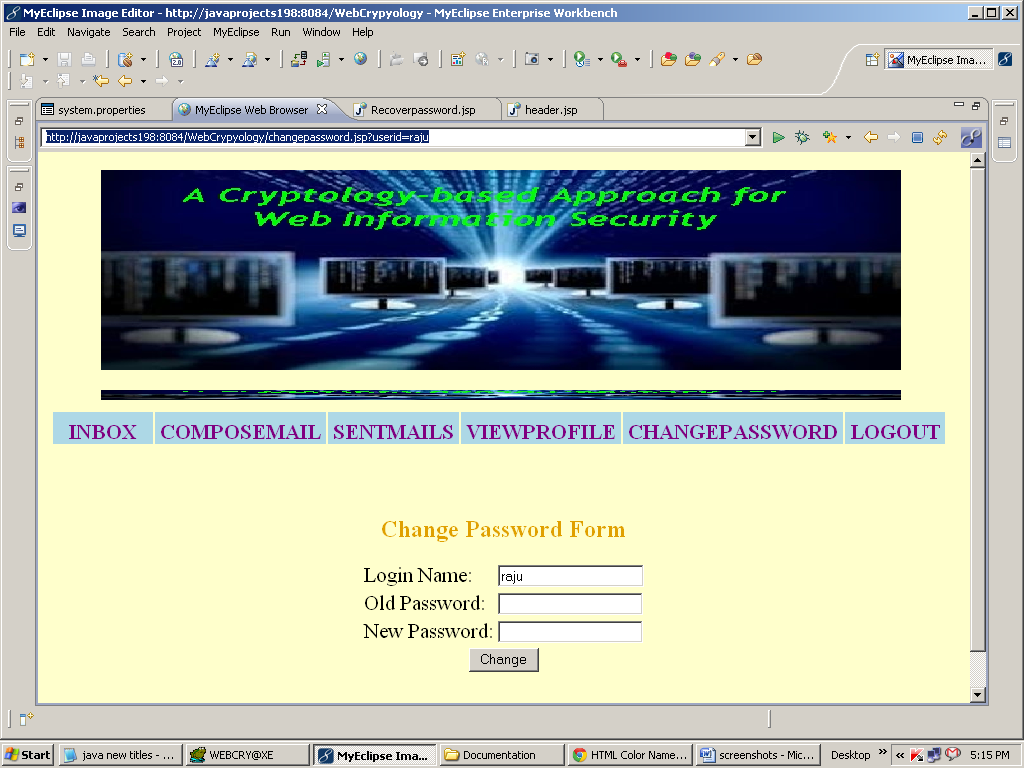 MyEclipse Image Editor - http://javaprojects198:8084/WebCrypyology - MyEclipse Enterprise Workbench
File Edit Navigate Search Project MyEclipse Run Window Help
MyEclipse Ima...
system.properties MyEclipse Web Browser Recoverpassword.jsp header.jsp
http://javaprojects198:8084/WebCrypyology/changepassword.jsp?userid=raju
A Cryptology-based Approach for
Web Information Security
INBOX COMPOSEMAIL SENTMAILS VIEWPROFILE CHANGEPASSWORD LOGOUT
Change Password Form
Login Name: raju
Old Password:
New Password:
Change
Start java new titles - ... WEBCRY@XE MyEclipse Ima... Documentation HTML Color Name... screenshots - Mic... Desktop » « 5:15 PM